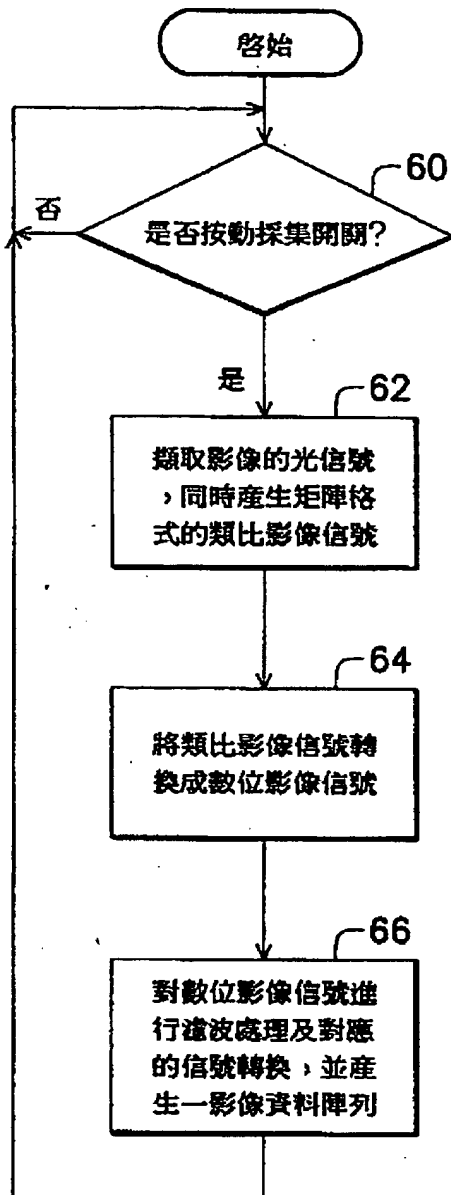 啓始
60
否
是否按動採集開關?
是
62
擷取影像的光信號
,同時産生矩陣格
式的類比影像信號
64
將類比影像信號轉
換成數位影像信號
66
對數位影像信號進
行濾波處理及對應
的信號轉換,並産
生一影像資料陣列